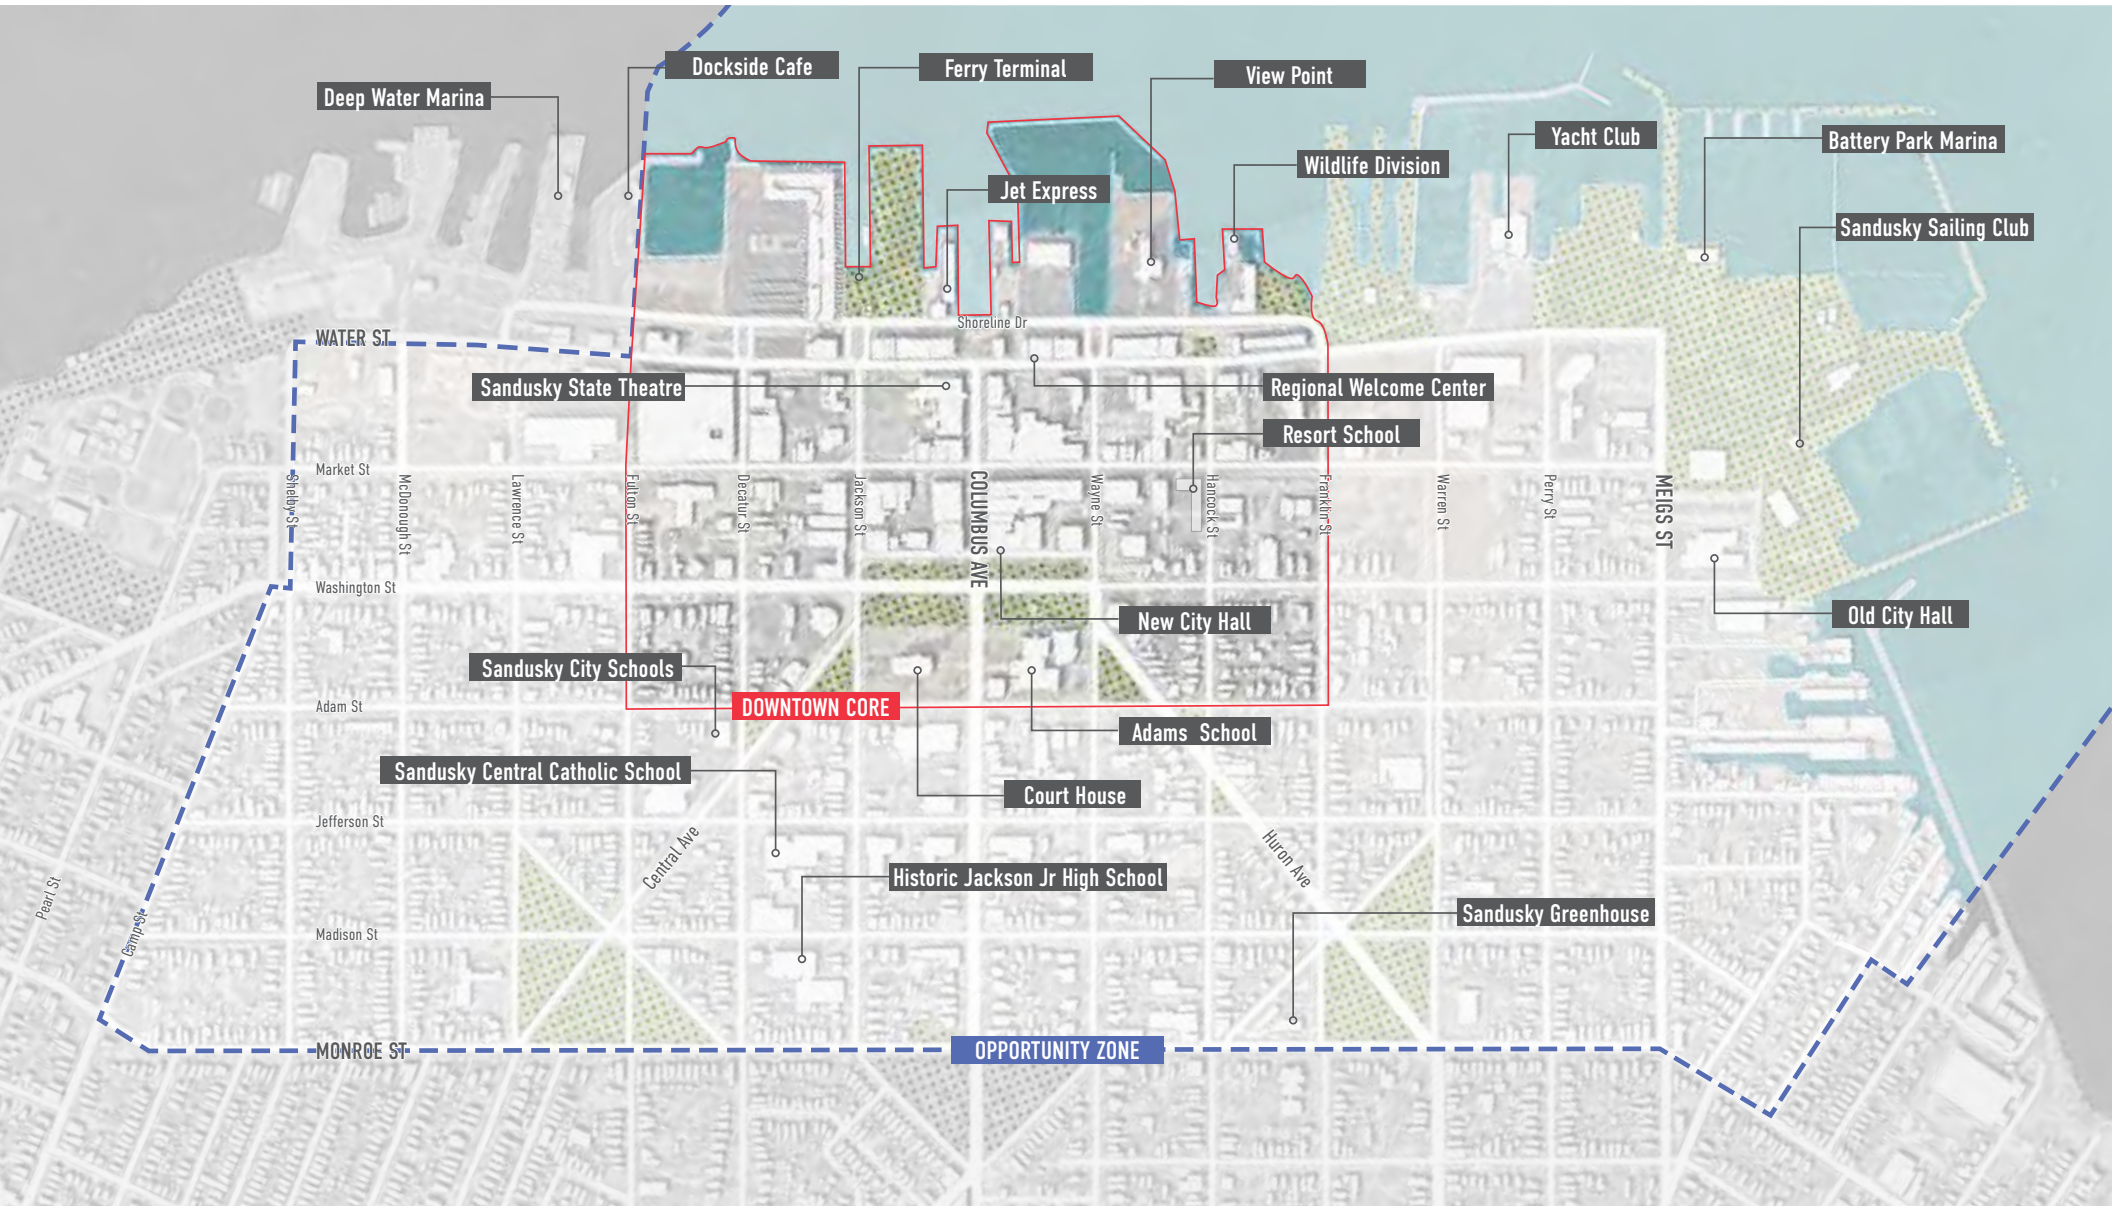 Dockside Cafe
Ferry Terminal
View Point
Deep Water Marina
Yacht Club
Battery Park Marina
Wildlife Division
Jet Express
Sandusky Sailing Club
Shoreline Dr
WATER ST
Sandusky State Theatre
Regional Welcome Center
Resort School
Market St
Shelby St
McDonough St
Lawrence St
Fulton St
Decatur St
Jackson St
COLUMBUS AVE
Wayne St
Hancock St
Franklin St
Warren St
Perry St
MEIGS ST
Washington St
New City Hall
Old City Hall
Sandusky City Schools
Adam St
DOWNTOWN CORE
Adams School
Sandusky Central Catholic School
Court House
Jefferson St
Central Ave
Huron Ave
Historic Jackson Jr High School
Pearl St
Camp St
Sandusky Greenhouse
Madison St
MONROE ST
OPPORTUNITY ZONE